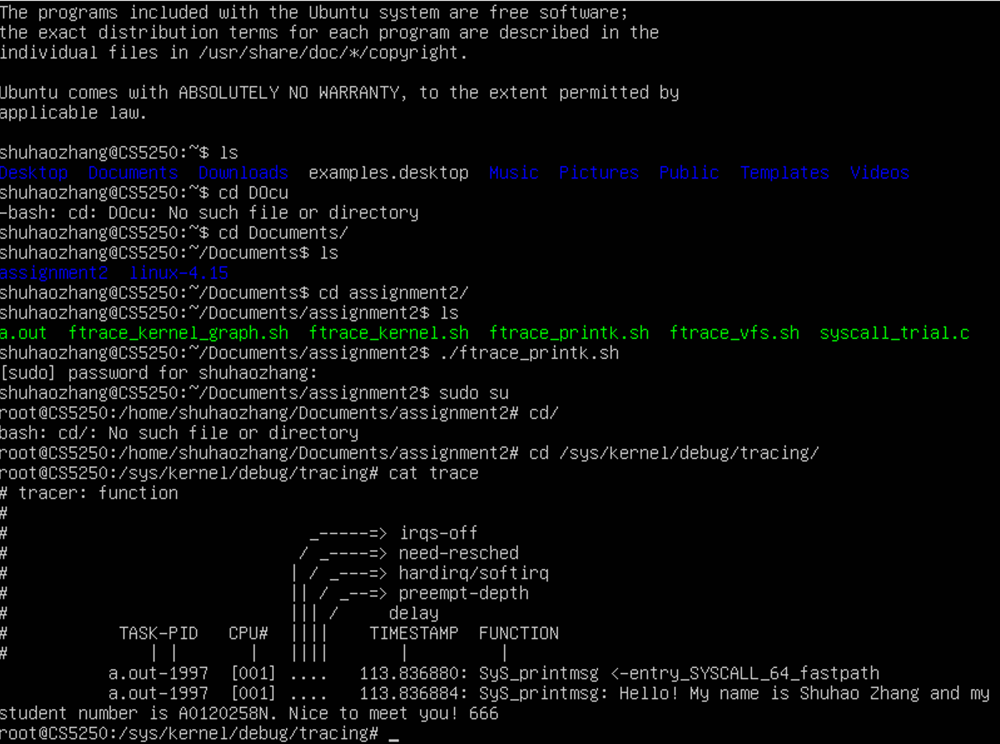 The programs included with the Ubuntu system are free software;
the exact distribution terms for each program are described in the
individual files in /usr/share/doc/*/copyright.
Ubuntu comes with ABSOLUTELY NO WARRANTY, to the extent permitted by
applicable law.
shuhaozhang@CS5250:~$ ls
Desktop  Documents  Downloads  examples.desktop  Music  Pictures  Public  Templates  Videos
shuhaozhang@CS5250:~$ cd DOcu
-bash: cd: DOcu: No such file or directory
shuhaozhang@CS5250:~$ cd Documents/
shuhaozhang@CS5250:~/Documents$ ls
assignment2  linux-4.15
shuhaozhang@CS5250:~/Documents$ cd assignment2/
shuhaozhang@CS5250:~/Documents/assignment2$ ls
a.out  ftrace_kernel_graph.sh  ftrace_kernel.sh  ftrace_printk.sh  ftrace_vfs.sh  syscall_trial.c
shuhaozhang@CS5250:~/Documents/assignment2$ ./ftrace_printk.sh
[sudo] password for shuhaozhang:
shuhaozhang@CS5250:~/Documents/assignment2$ sudo su
root@CS5250:/home/shuhaozhang/Documents/assignment2# cd/
bash: cd/: No such file or directory
root@CS5250:/home/shuhaozhang/Documents/assignment2# cd /sys/kernel/debug/tracing/
root@CS5250:/sys/kernel/debug/tracing# cat trace
# tracer: function
#
#                              _-----=> irqs-off
#                             / _----=> need-resched
#                            | / _---=> hardirq/softirq
#                            || / _--=> preempt-depth
#                            ||| /     delay
#           TASK-PID   CPU#  ||||    TIMESTAMP  FUNCTION
#              | |       |   ||||       |         |
           a.out-1997  [001] ....   113.836880: SyS_printmsg <-entry_SYSCALL_64_fastpath
           a.out-1997  [001] ....   113.836884: SyS_printmsg: Hello! My name is Shuhao Zhang and my
student number is A0120258N. Nice to meet you! 666
root@CS5250:/sys/kernel/debug/tracing# _